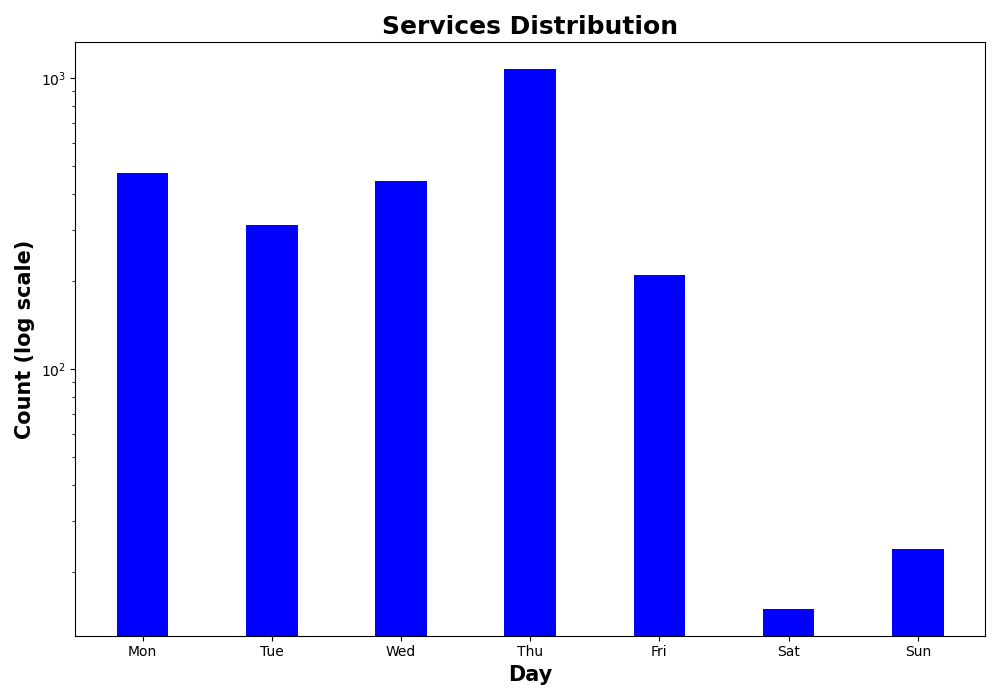 Services Distribution
Count (log scale)
10³
10²
Mon Tue Wed Thu Fri Sat Sun
Day